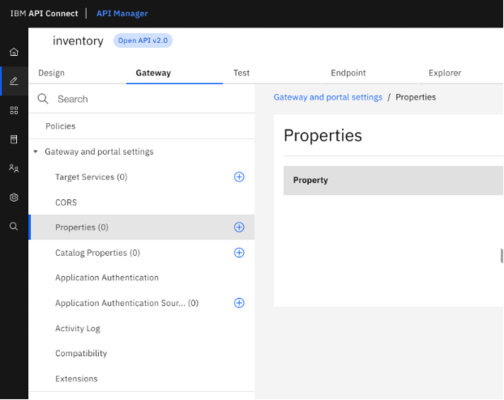 IBM API Connect | API Manager
inventory Open API v2.0
Design Gateway Test Endpoint Explorer
Search
Policies
Gateway and portal settings
Target Services (0)
CORS
Properties (0)
Catalog Properties (0)
Application Authentication
Application Authentication Sour... (0)
Activity Log
Compatibility
Extensions
Gateway and portal settings / Properties
Properties
Property